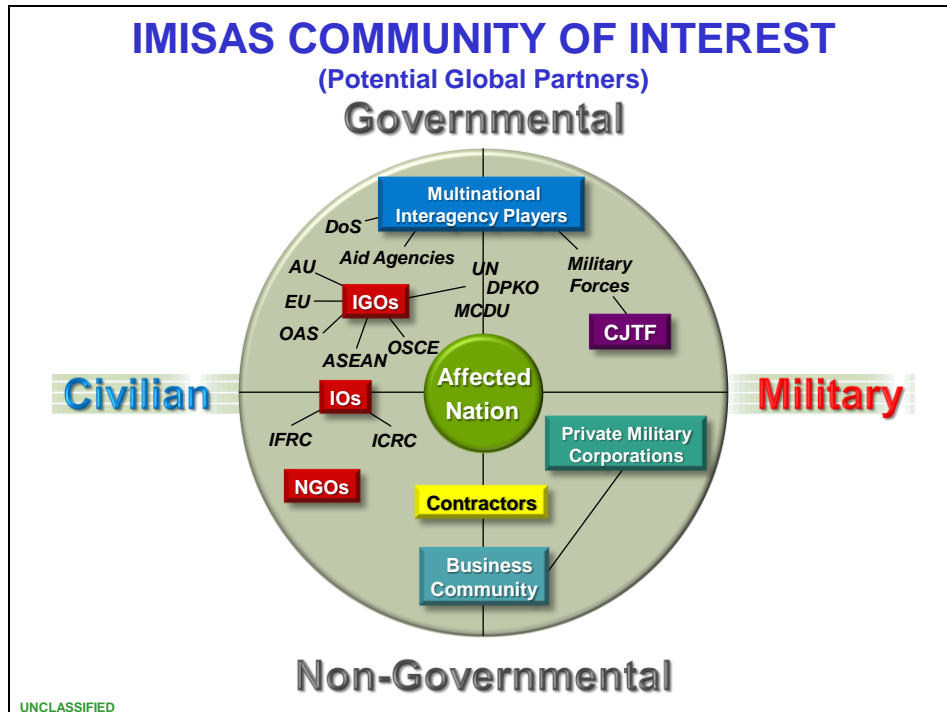 IMISAS COMMUNITY OF INTEREST
(Potential Global Partners)
Governmental
Multinational
Interagency Players
DoS
Aid Agencies
Military
Forces
AU
UN
DPKO
EU
IGOs
MCDU
OAS
CJTF
OSCE
ASEAN
Affected
Nation
Civilian
Military
IOs
IFRC
ICRC
Private Military
Corporations
NGOs
Contractors
Business
Community
Non-Governmental
UNCLASSIFIED